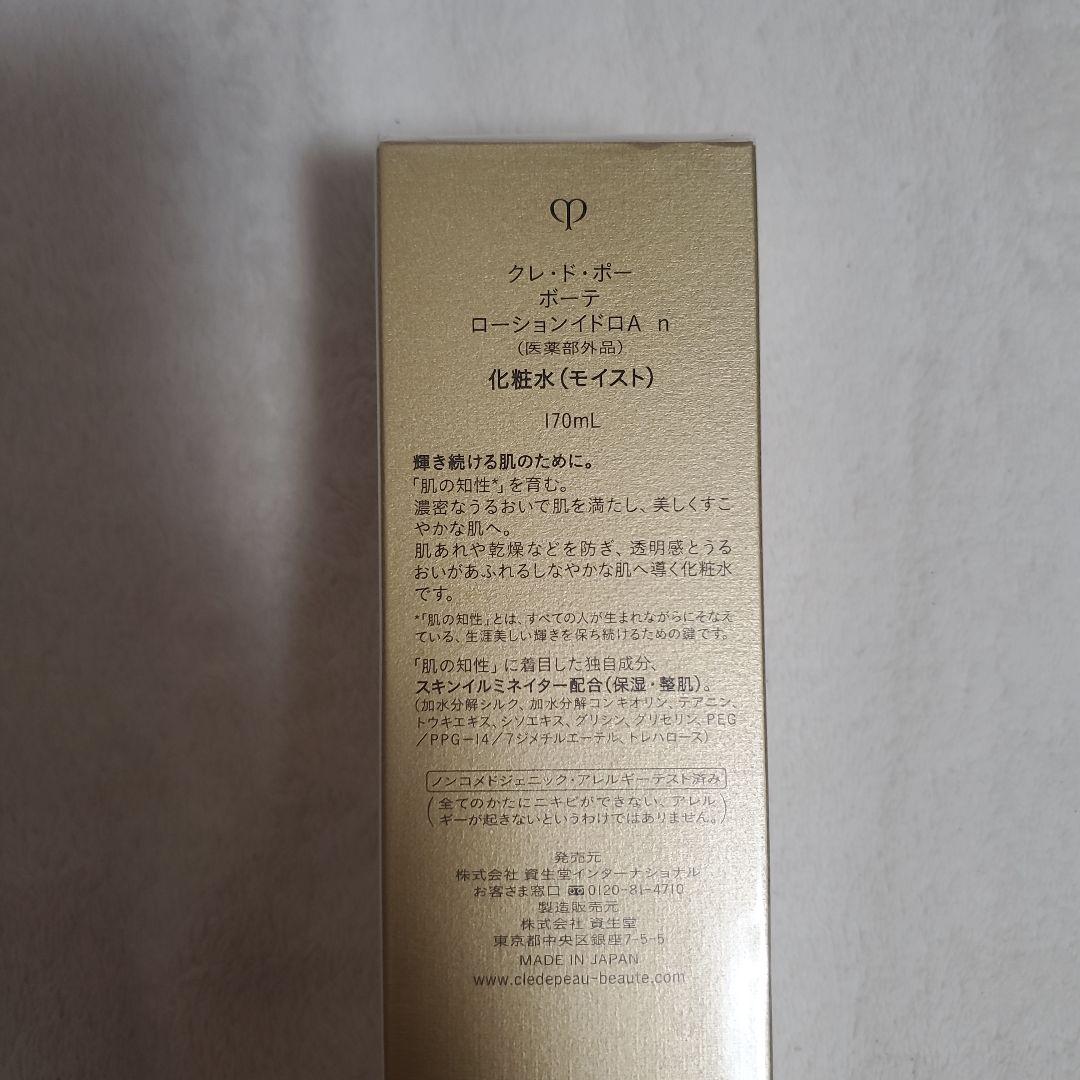 クレ・ド・ポー
ボーテ
ローションイドロA n
(医薬部外品)
化粧水(モイスト)
170mL
輝き続ける肌のために。
「肌の知性*」を育む。
濃密なうるおいで肌を満たし、美しくすこ
やかな肌へ。
肌あれや乾燥などを防ぎ、透明感とうる
おいがあふれるしなやかな肌へ導く化粧水
です。
*「肌の知性」とは、すべての人が生まれながらにそなえ
ている、生涯美しい輝きを保ち続けるための鍵です。
「肌の知性」に着目した独自成分、
スキンイルミネイター配合(保湿・整肌)。
(加水分解シルク、加水分解コンキオリン、テアニン、
トウキエキス、シソエキス、グリシン、グリセリン、PEG
/PPG-14/7ジメチルエーテル、トレハロース)
ノンコメドジェニック・アレルギーテスト済み
(全てのかたにニキビができない、アレル
ギーが起きないというわけではありません。)
発売元
株式会社 資生堂インターナショナル
お客さま窓口 0120-81-4710
製造販売元
株式会社 資生堂
東京都中央区銀座7-5-5
MADE IN JAPAN
www.cledepeau-beaute.com